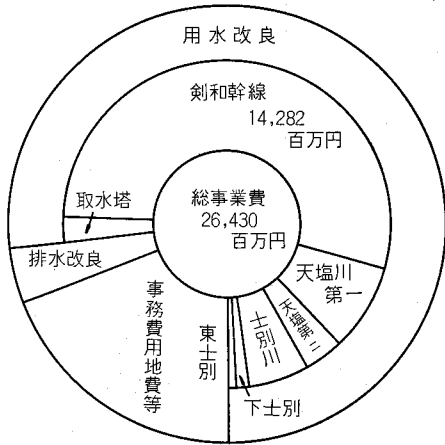 用水改良
剣和幹線
14,282
百万円
取水塔
総事業費
26,430
百万円
排水改良
天塩川
第一
天塩第二
士別川
下士別
東士別
事務費用地費等